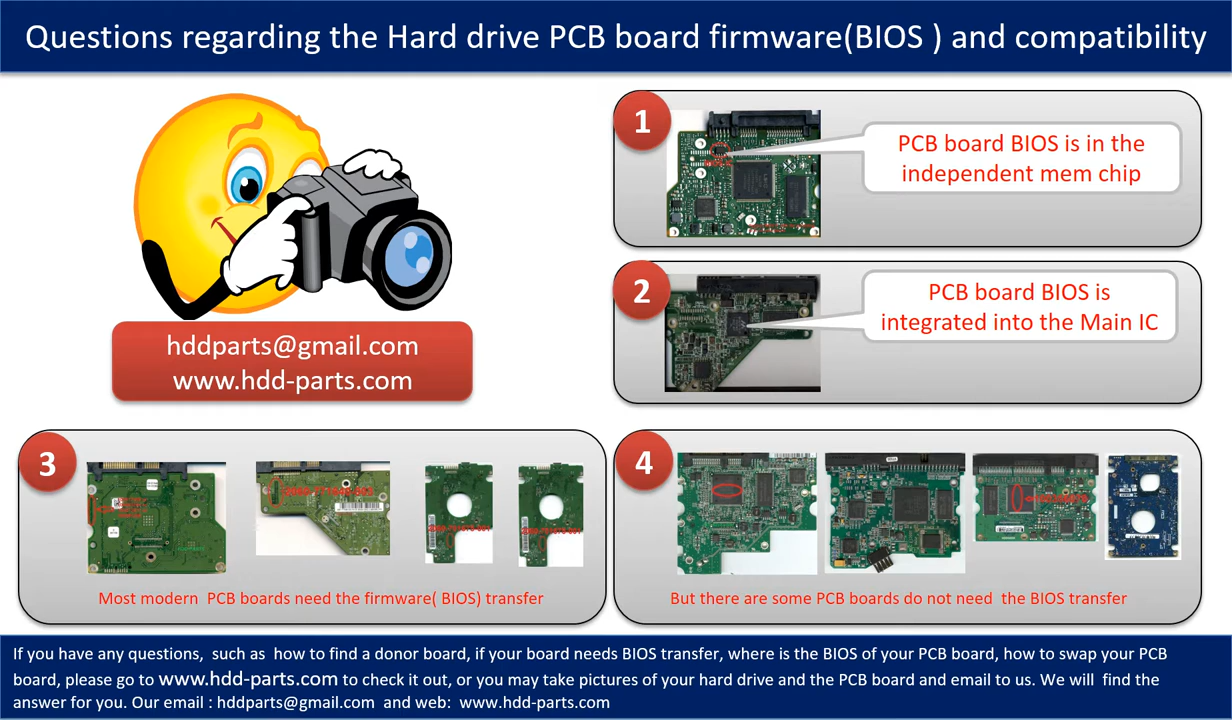 Questions regarding the Hard drive PCB board firmware(BIOS ) and compatibility
hddparts@gmail.com
www.hdd-parts.com
1
PCB board BIOS is in the
independent mem chip
2
PCB board BIOS is
integrated into the Main IC
3
Most modern  PCB boards need the firmware( BIOS) transfer
4
But there are some PCB boards do not need  the BIOS transfer
If you have any questions,  such as  how to find a donor board, if your board needs BIOS transfer, where is the BIOS of your PCB board, how to swap your PCB
board, please go to www.hdd-parts.com to check it out, or you may take pictures of your hard drive and the PCB board and email to us. We will  find the
answer for you. Our email : hddparts@gmail.com  and web:  www.hdd-parts.com